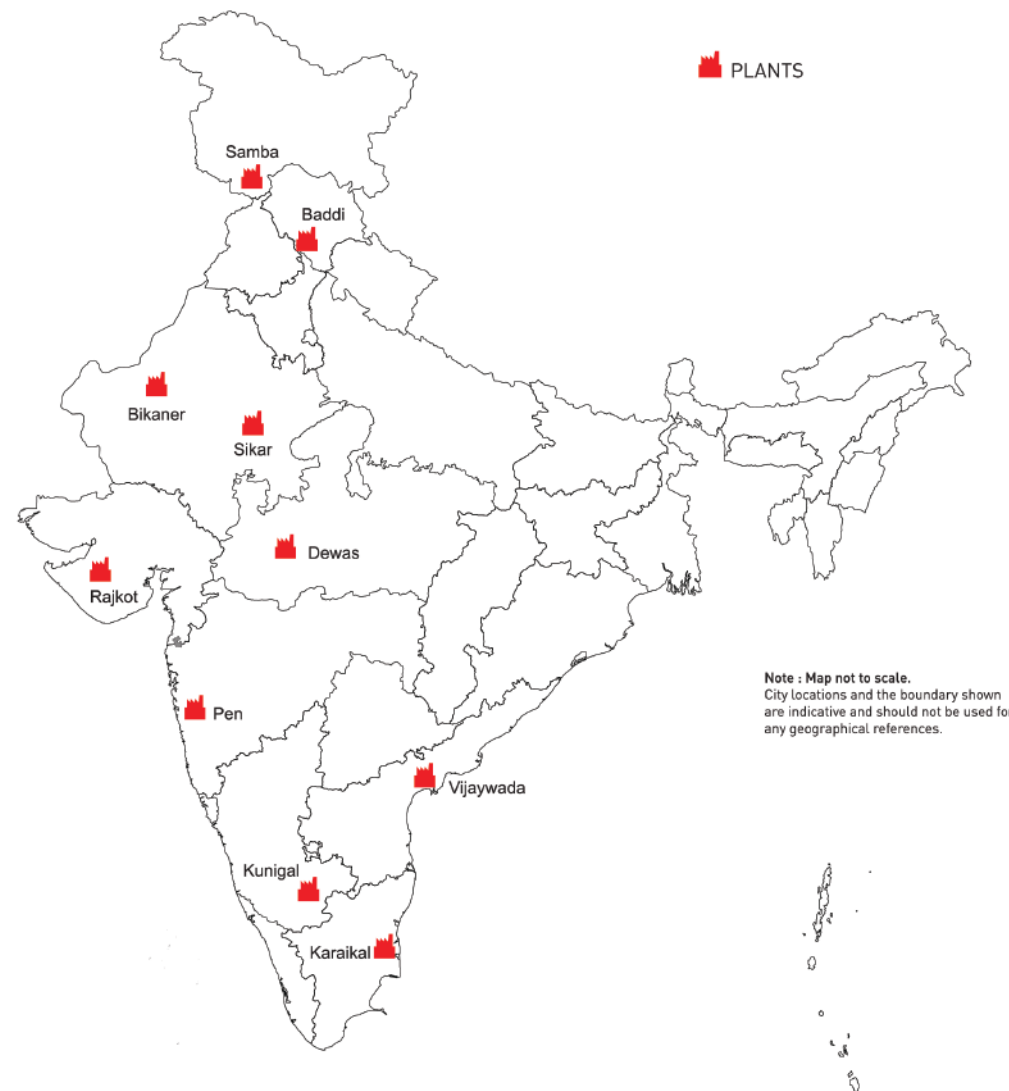 PLANTS
Samba
Baddi
Bikaner
Sikar
Dewas
Rajkot
Note : Map not to scale.
City locations and the boundary shown
are indicative and should not be used for
any geographical references.
Pen
Vijaywada
Kunigal
Karaikal